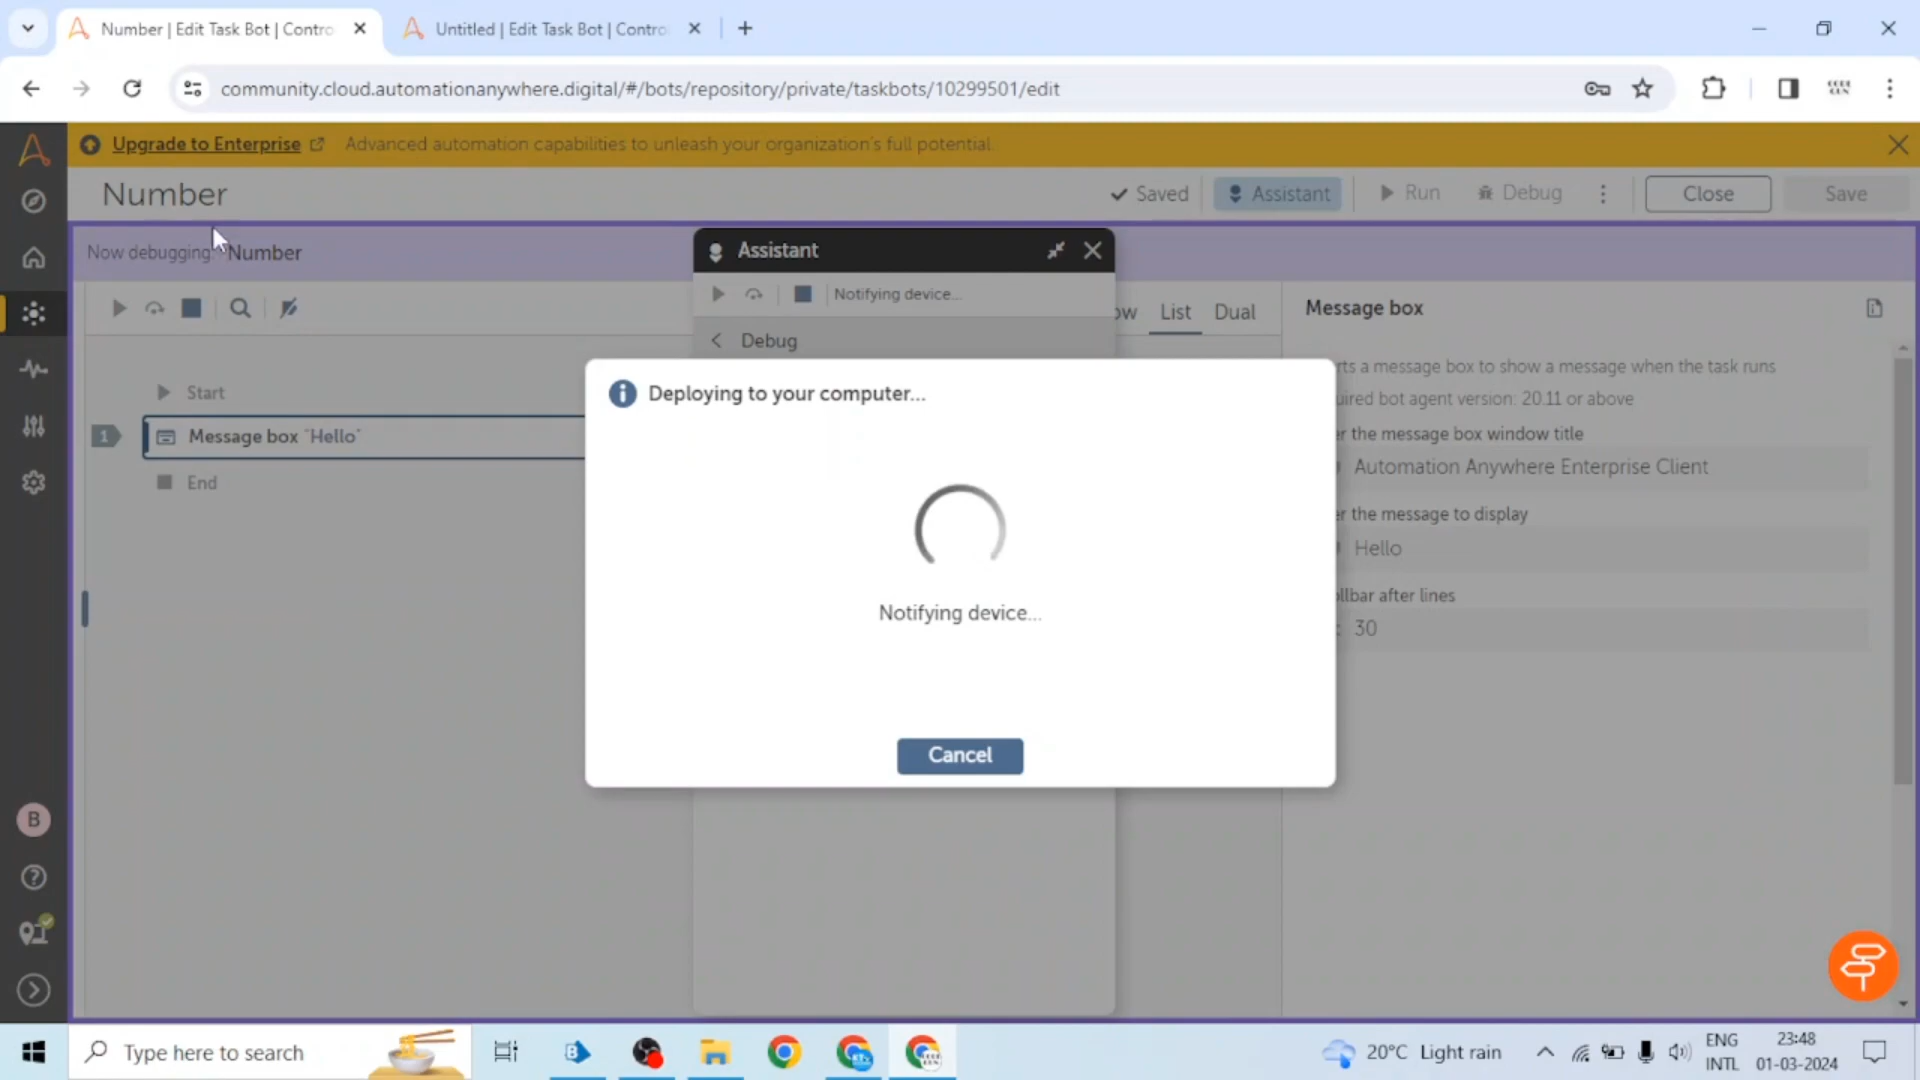 Number | Edit Task Bot | Contro
Untitled | Edit Task Bot | Contro
community.cloud.automationanywhere.digital/#/bots/repository/private/taskbots/10299501/edit
Upgrade to Enterprise
Advanced automation capabilities to unleash your organization's full potential.
Number
Saved
Assistant
Run
Debug
Close
Save
Now debugging: Number
Assistant
Notifying device...
Debug
ow
List
Dual
Message box
Start
1
Message box "Hello"
End
Deploying to your computer...
Notifying device...
Cancel
rts a message box to show a message when the task runs
uired bot agent version: 20.11 or above
er the message box window title
Automation Anywhere Enterprise Client
er the message to display
Hello
ollbar after lines
30
B
Type here to search
20°C Light rain
ENG
INTL
23:48
01-03-2024